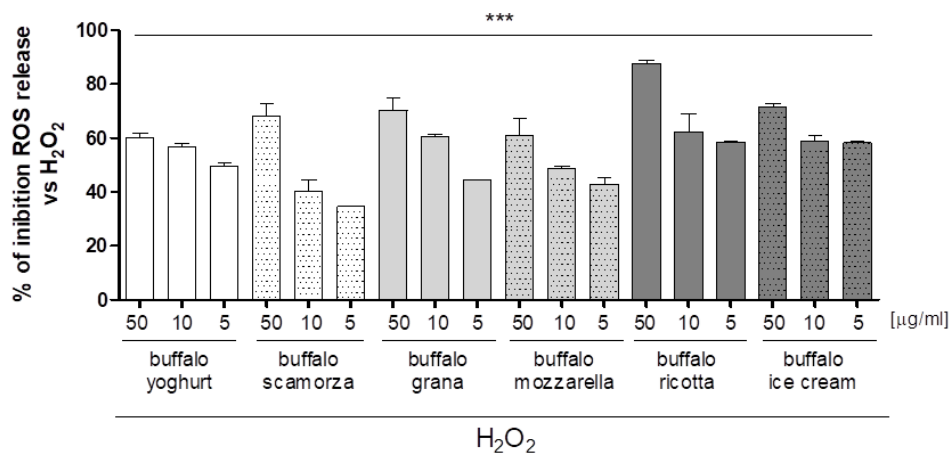 ***
% of inibition ROS release
vs H₂O₂
100
80
60
40
20
0
50 10 5 50 10 5 50 10 5 50 10 5 50 10 5 50 10 5 [μg/ml]
buffalo buffalo buffalo buffalo buffalo buffalo
yoghurt scamorza grana mozzarella ricotta ice cream
H₂O₂